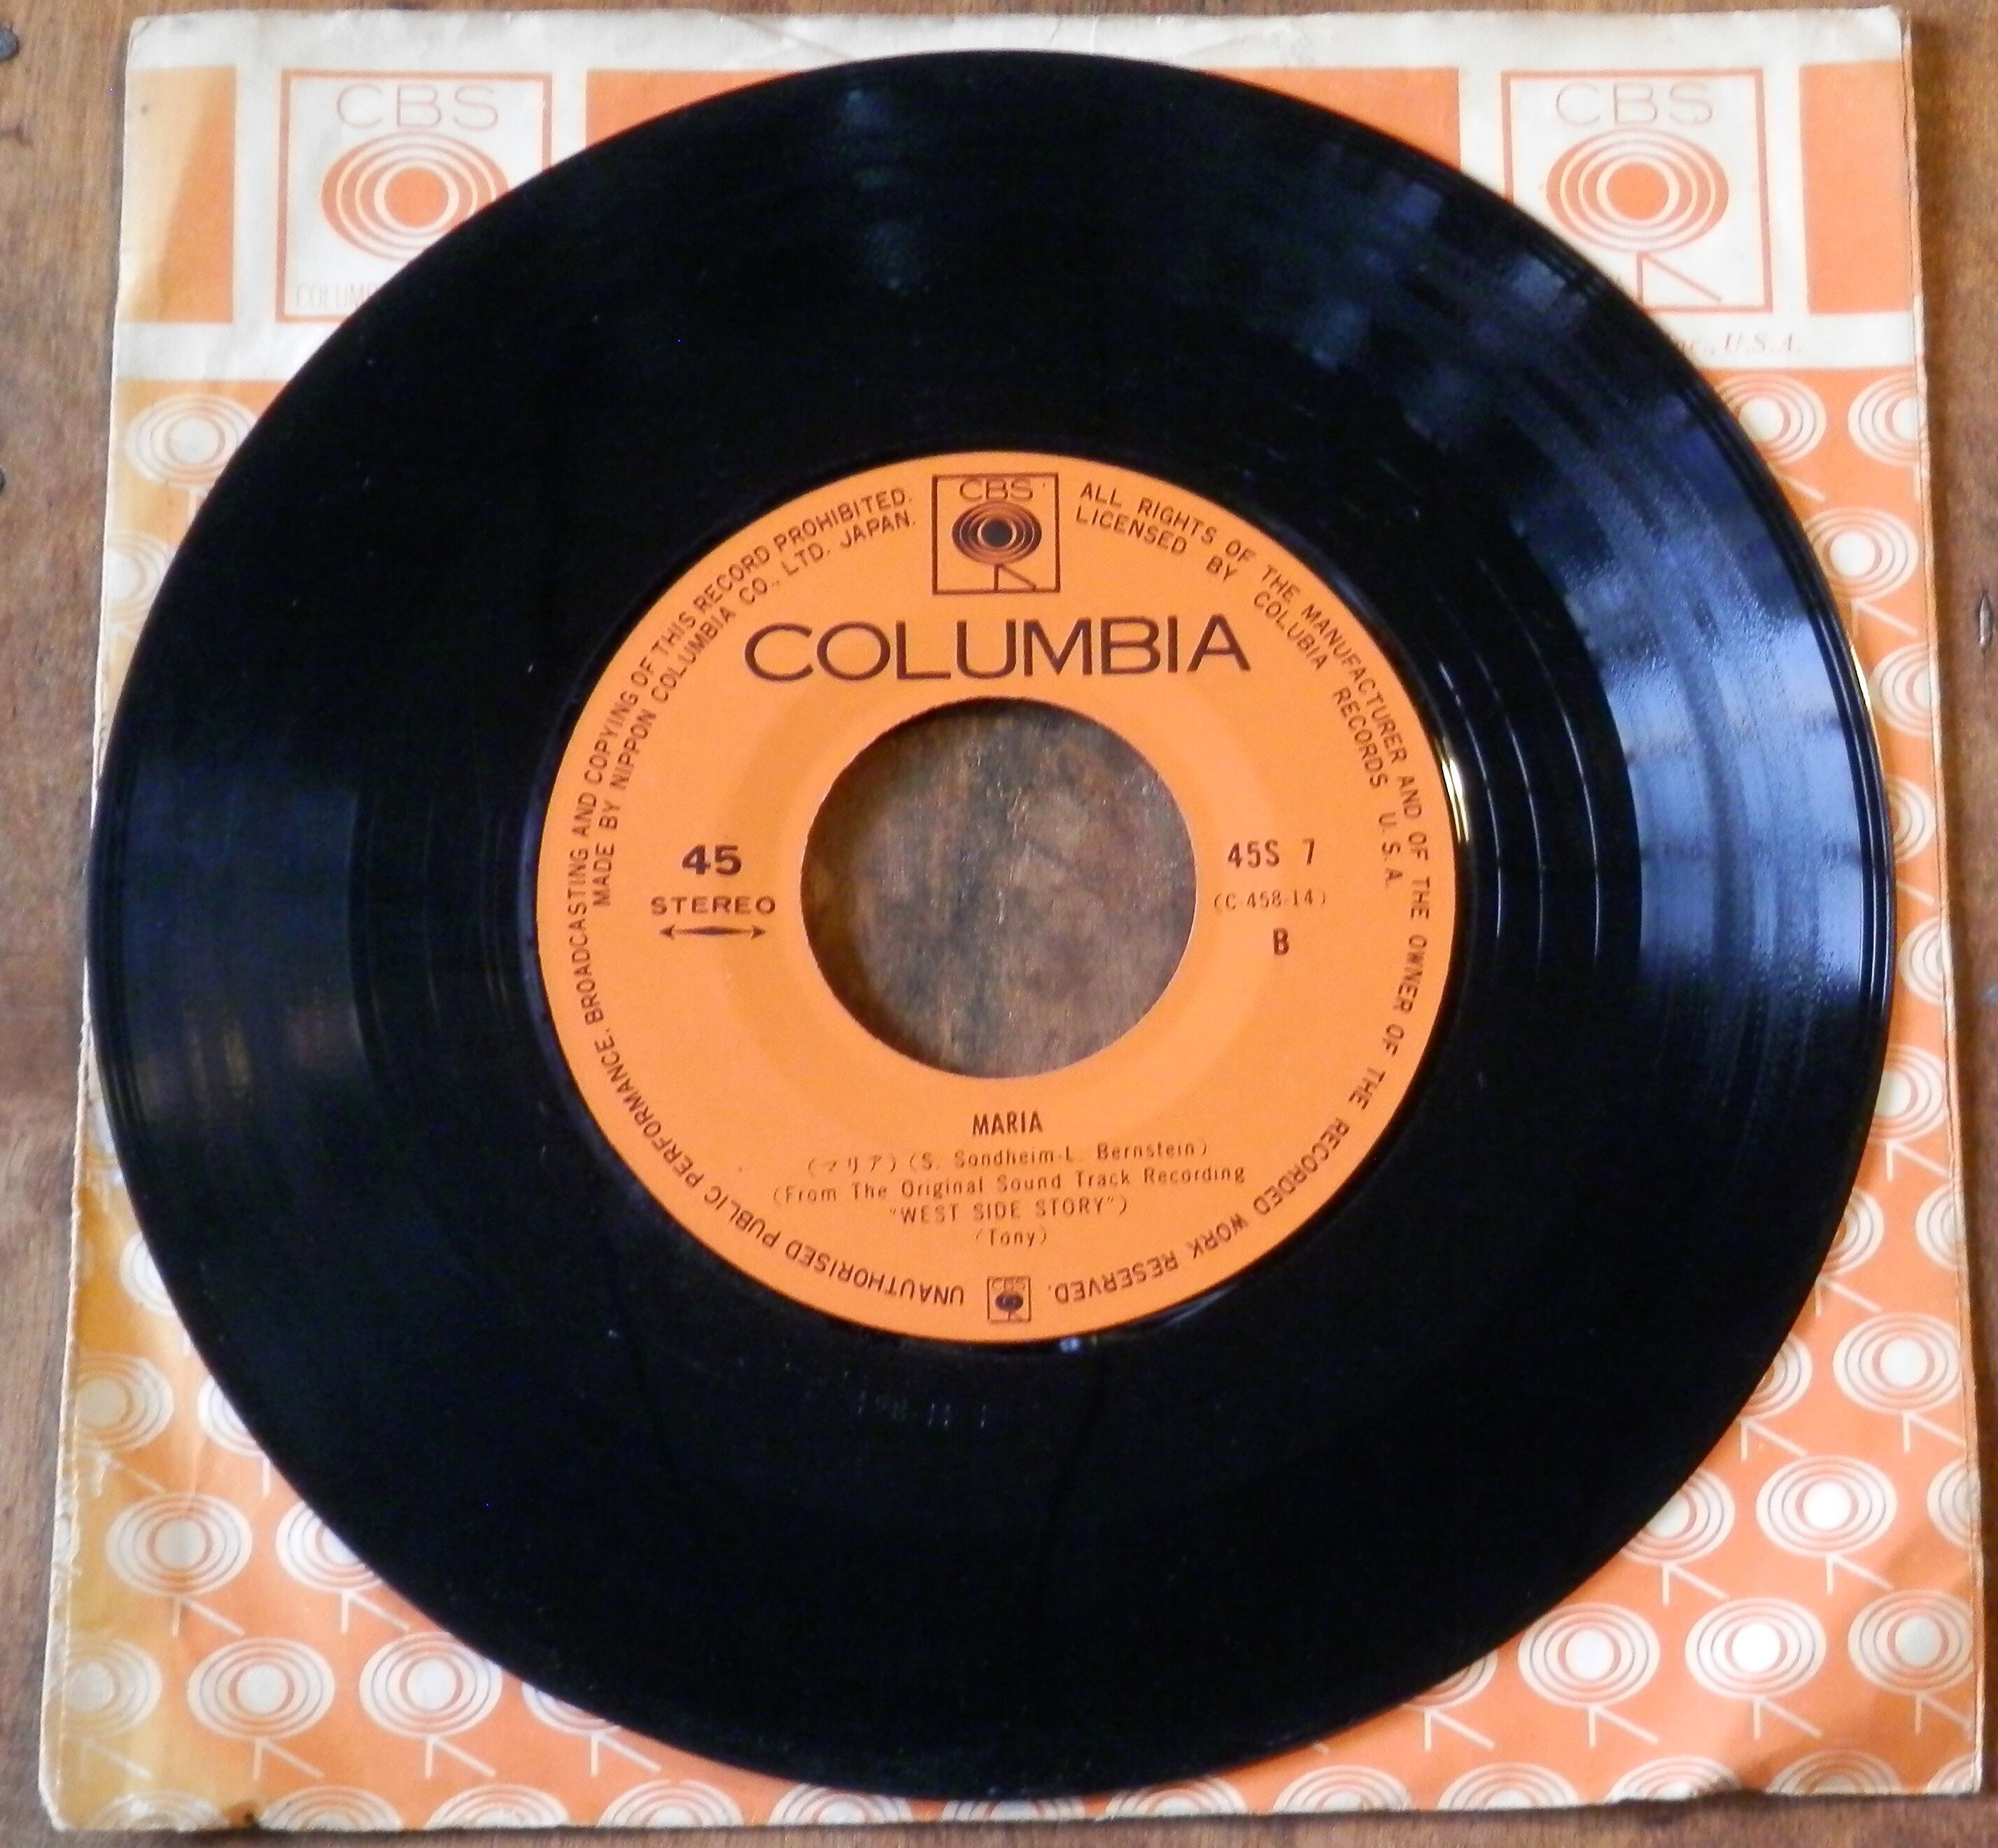 CBS
CBS
Inc., U.S.A.
CBS
COLUMBIA
UNAUTHORISED PUBLIC PERFORMANCE. BROADCASTING AND COPYING OF THIS RECORD PROHIBITED.
MADE BY NIPPON COLUMBIA CO., LTD. JAPAN.
ALL RIGHTS OF THE MANUFACTURER AND OF THE OWNER OF THE RECORDED WORK RESERVED.
LICENSED BY COLUBIA RECORDS U.S.A.
45
STEREO
45S 7
(C-458-14)
B
MARIA
(マリア) (S. Sondheim-L. Bernstein)
(From The Original Sound Track Recording
"WEST SIDE STORY")
(Tony)
CBS